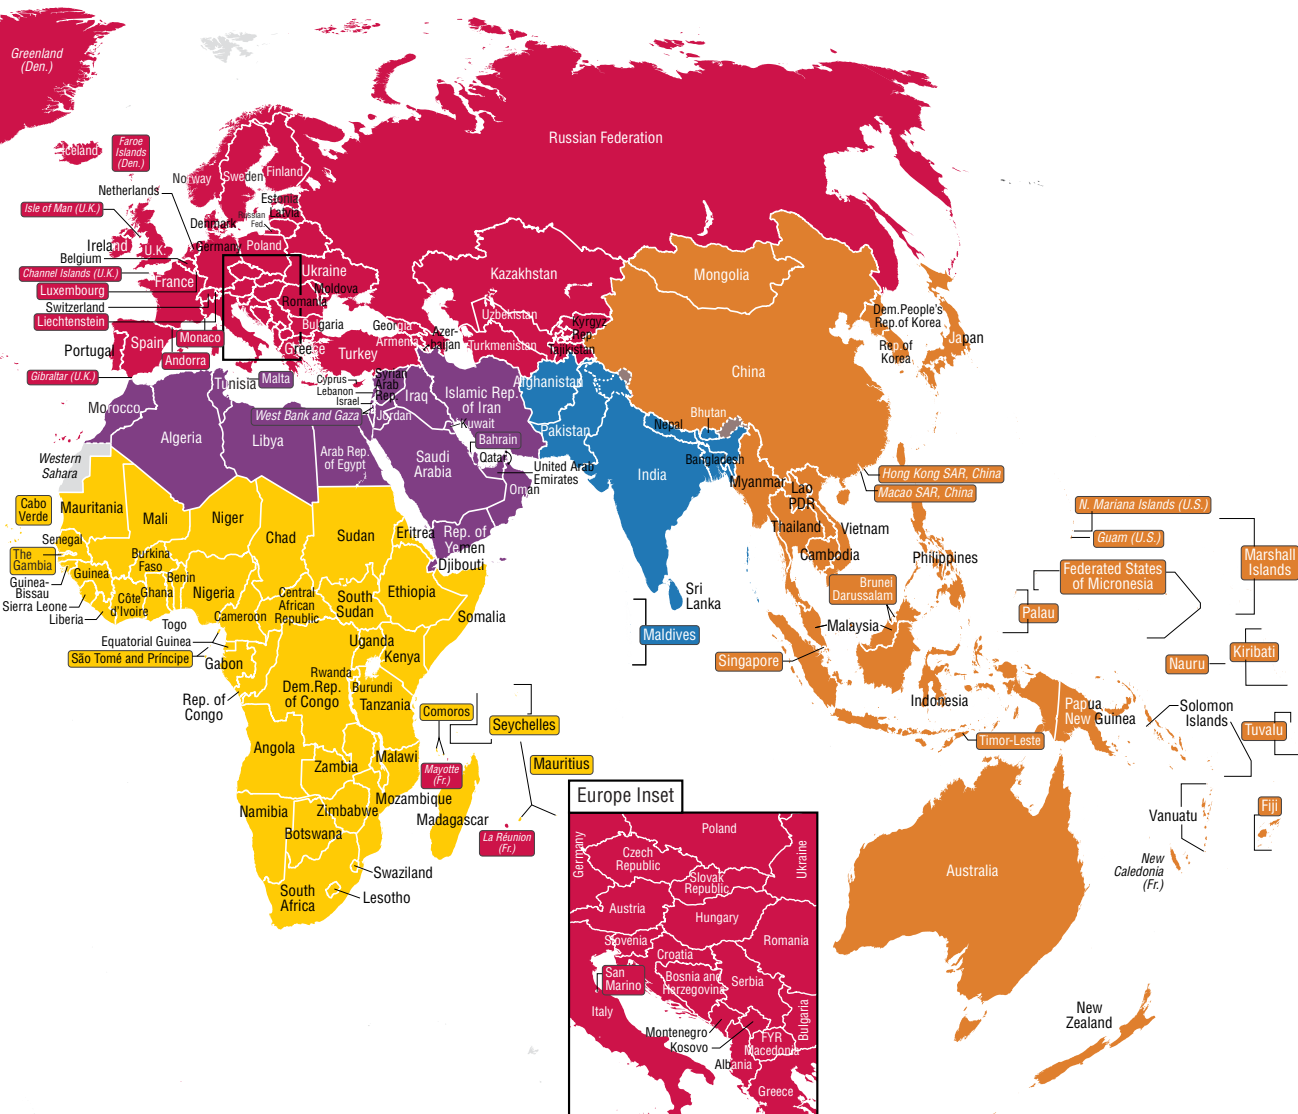 Greenland
(Den.)
Iceland
Faroe
Islands
(Den.)
Norway
Sweden
Finland
Russian Federation
Netherlands
Isle of Man (U.K.)
Estonia
Latvia
Russian
Fed.
Denmark
Ireland
U.K.
Germany
Poland
Belgium
Channel Islands (U.K.)
Luxembourg
France
Ukraine
Moldova
Romania
Switzerland
Liechtenstein
Bulgaria
Monaco
Portugal
Spain
Andorra
Greece
Gibraltar (U.K.)
Turkey
Georgia
Armenia
Azer-
baijan
Kazakhstan
Uzbekistan
Turkmenistan
Kyrgyz
Rep.
Tajikistan
Mongolia
China
Dem.People's
Rep.of Korea
Rep. of
Korea
Japan
Tunisia
Malta
Cyprus
Lebanon
Israel
West Bank and Gaza
Syrian
Arab
Rep.
Jordan
Iraq
Islamic Rep.
of Iran
Kuwait
Bahrain
Qatar
United Arab
Emirates
Saudi
Arabia
Oman
Rep. of
Yemen
Morocco
Algeria
Libya
Arab Rep.
of Egypt
Western
Sahara
Afghanistan
Pakistan
India
Nepal
Bhutan
Bangladesh
Sri
Lanka
Maldives
Myanmar
Lao
PDR
Thailand
Vietnam
Cambodia
Hong Kong SAR, China
Macao SAR, China
Philippines
Brunei
Darussalam
Malaysia
Singapore
Indonesia
Timor-Leste
Papua
New Guinea
N. Mariana Islands (U.S.)
Guam (U.S.)
Federated States
of Micronesia
Palau
Marshall
Islands
Nauru
Kiribati
Solomon
Islands
Tuvalu
Vanuatu
Fiji
New
Caledonia
(Fr.)
Australia
New
Zealand
Cabo
Verde
Mauritania
Mali
Niger
Chad
Sudan
Eritrea
Djibouti
Senegal
The
Gambia
Guinea-
Bissau
Guinea
Sierra Leone
Liberia
Burkina
Faso
Côte
d'Ivoire
Ghana
Benin
Togo
Nigeria
Cameroon
Central
African
Republic
South
Sudan
Ethiopia
Somalia
Equatorial Guinea
São Tomé and Príncipe
Gabon
Rep. of
Congo
Uganda
Kenya
Rwanda
Burundi
Dem.Rep.
of Congo
Tanzania
Comoros
Seychelles
Mauritius
Mayotte
(Fr.)
La Réunion
(Fr.)
Angola
Zambia
Malawi
Mozambique
Madagascar
Namibia
Zimbabwe
Botswana
Swaziland
Lesotho
South
Africa
Europe Inset
Germany
Poland
Ukraine
Czech
Republic
Slovak
Republic
Austria
Hungary
Slovenia
Croatia
Romania
San
Marino
Bosnia and
Herzegovina
Serbia
Italy
Montenegro
Kosovo
Bulgaria
FYR
Macedonia
Albania
Greece